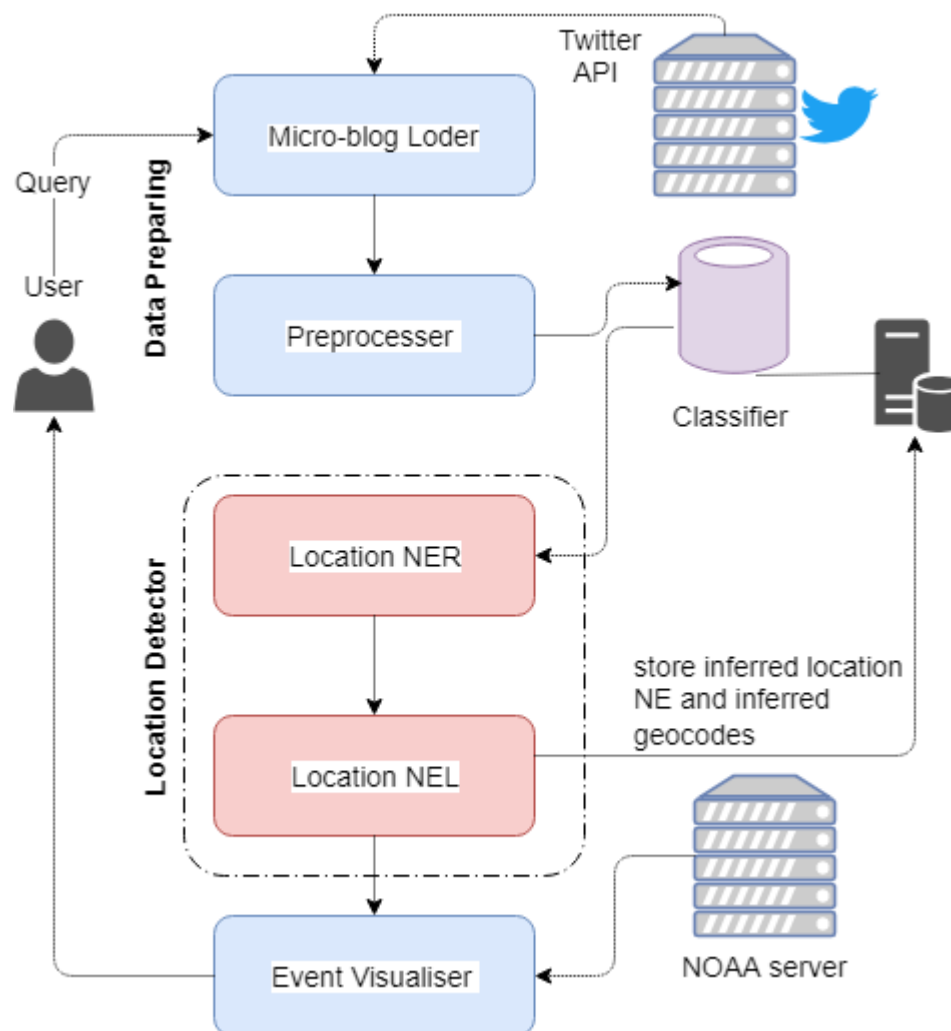 Twitter
API
Micro-blog Loder
Query
Data Preparing
User
Preprocesser
Classifier
Location NER
Location Detector
store inferred location
NE and inferred
geocodes
Location NEL
NOAA server
Event Visualiser